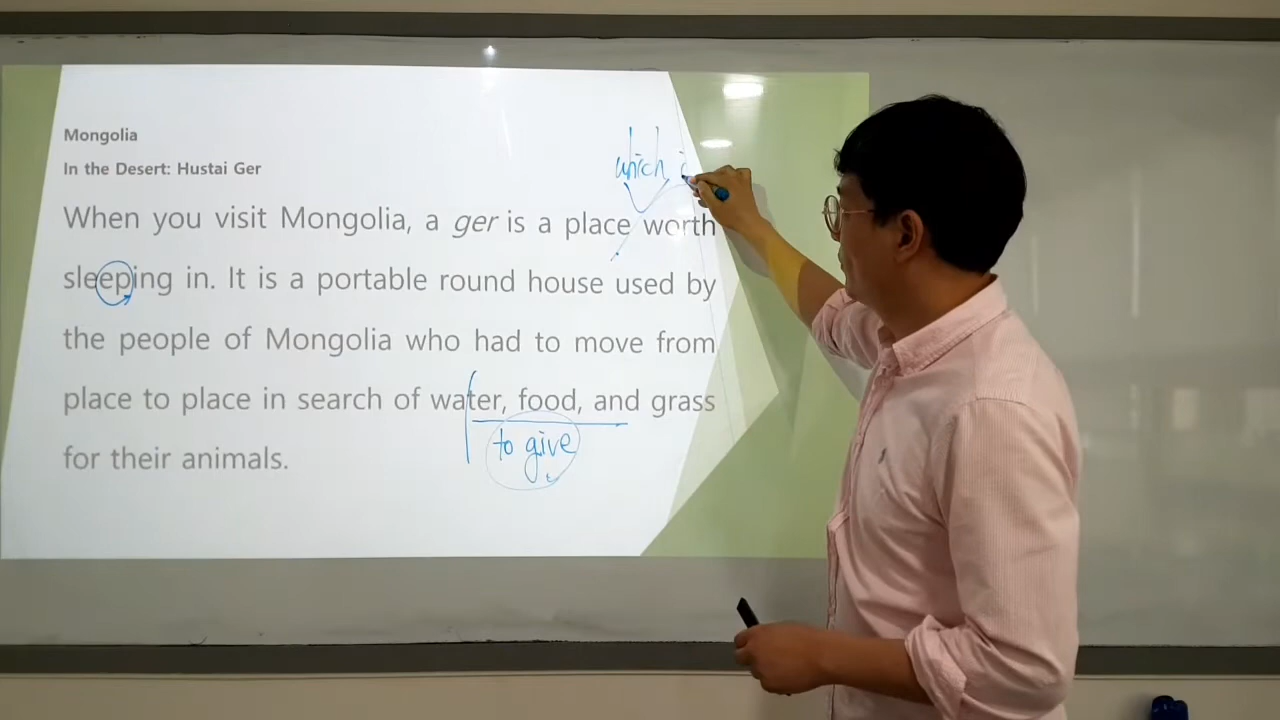 Mongolia
In the Desert: Hustai Ger
which i
When you visit Mongolia, a ger is a place worth
sleeping in. It is a portable round house used by
the people of Mongolia who had to move from
place to place in search of water, food, and grass
to give
for their animals.